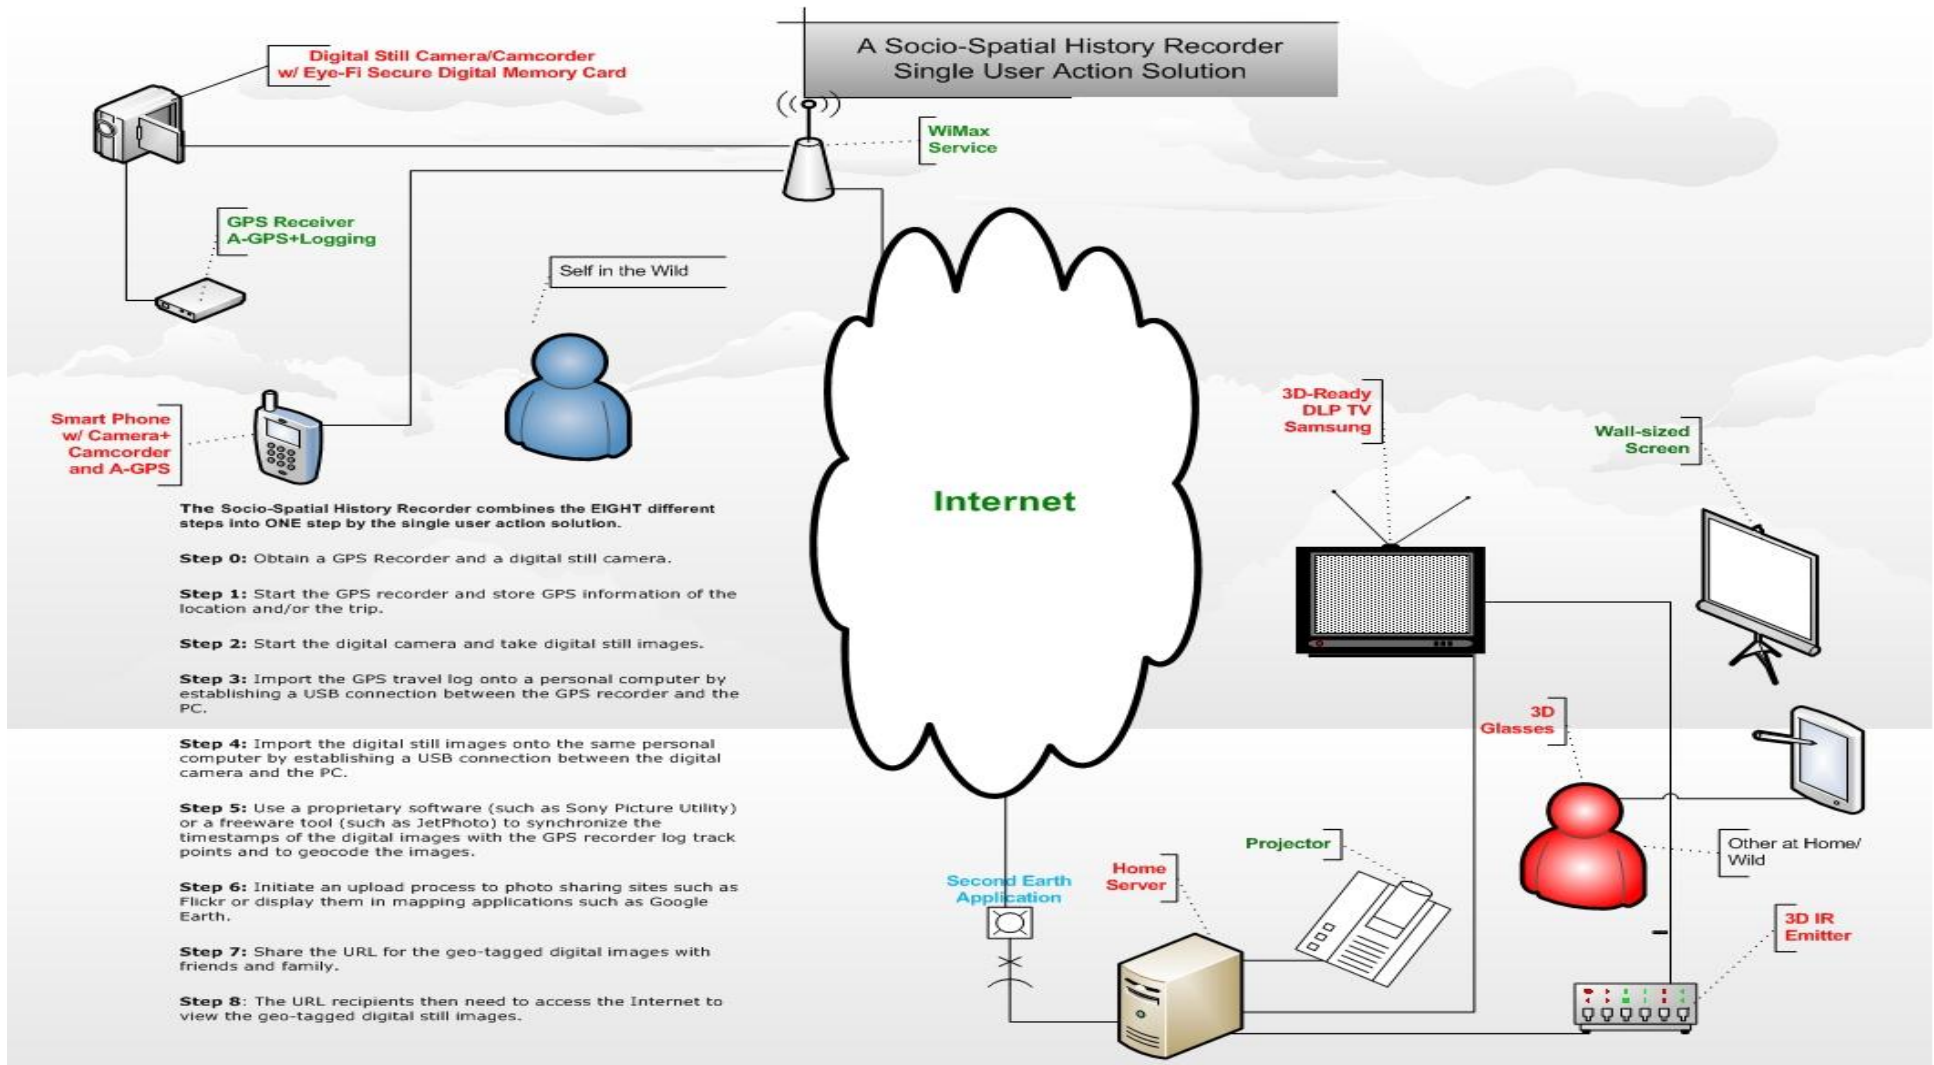 A Socio-Spatial History Recorder
Single User Action Solution
Digital Still Camera/Camcorder
w/ Eye-Fi Secure Digital Memory Card
WiMax
Service
GPS Receiver
A-GPS+Logging
Self in the Wild
Smart Phone
w/ Camera+
Camcorder
and A-GPS
Internet
3D-Ready
DLP TV
Samsung
Wall-sized
Screen
The Socio-Spatial History Recorder combines the EIGHT different
steps into ONE step by the single user action solution.
Step 0: Obtain a GPS Recorder and a digital still camera.
Step 1: Start the GPS recorder and store GPS information of the
location and/or the trip.
Step 2: Start the digital camera and take digital still images.
Step 3: Import the GPS travel log onto a personal computer by
establishing a USB connection between the GPS recorder and the
PC.
Step 4: Import the digital still images onto the same personal
computer by establishing a USB connection between the digital
camera and the PC.
Step 5: Use a proprietary software (such as Sony Picture Utility)
or a freeware tool (such as JetPhoto) to synchronize the
timestamps of the digital images with the GPS recorder log track
points and to geocode the images.
Step 6: Initiate an upload process to photo sharing sites such as
Flickr or display them in mapping applications such as Google
Earth.
Step 7: Share the URL for the geo-tagged digital images with
friends and family.
Step 8: The URL recipients then need to access the Internet to
view the geo-tagged digital still images.
3D
Glasses
Other at Home/
Wild
Projector
Home
Server
Second Earth
Application
3D IR
Emitter